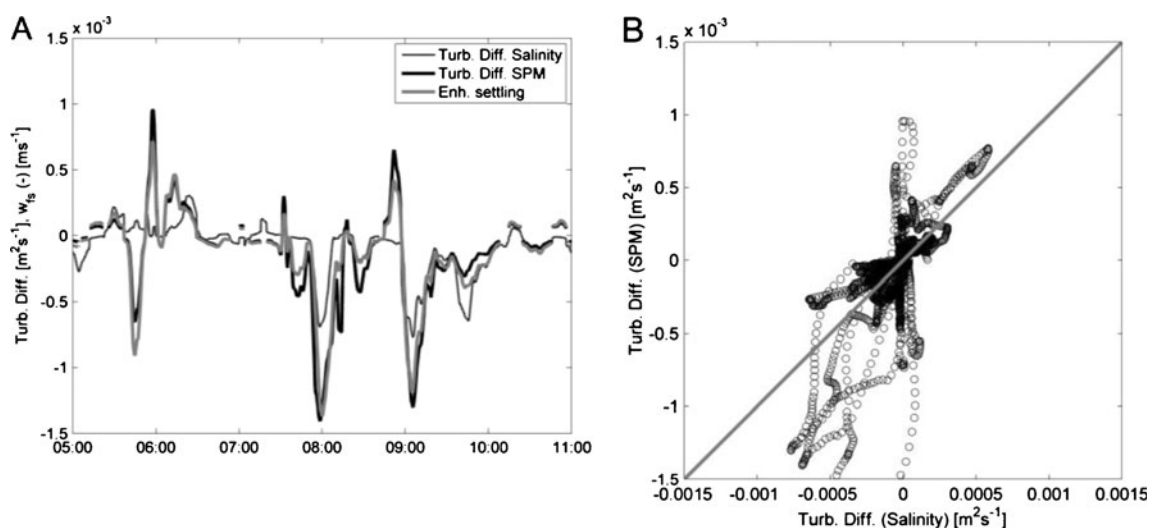 A
x 10⁻³
Turb. Diff. [m²s⁻¹], w_fs (-) [ms⁻¹]
1.5
1
0.5
0
-0.5
-1
-1.5
05:00 06:00 07:00 08:00 09:00 10:00 11:00
Turb. Diff. Salinity
Turb. Diff. SPM
Enh. settling
B
x 10⁻³
Turb. Diff. (SPM) [m²s⁻¹]
1.5
1
0.5
0
-0.5
-1
-1.5
-0.0015 -0.001 -0.0005 0 0.0005 0.001 0.0015
Turb. Diff. (Salinity) [m²s⁻¹]